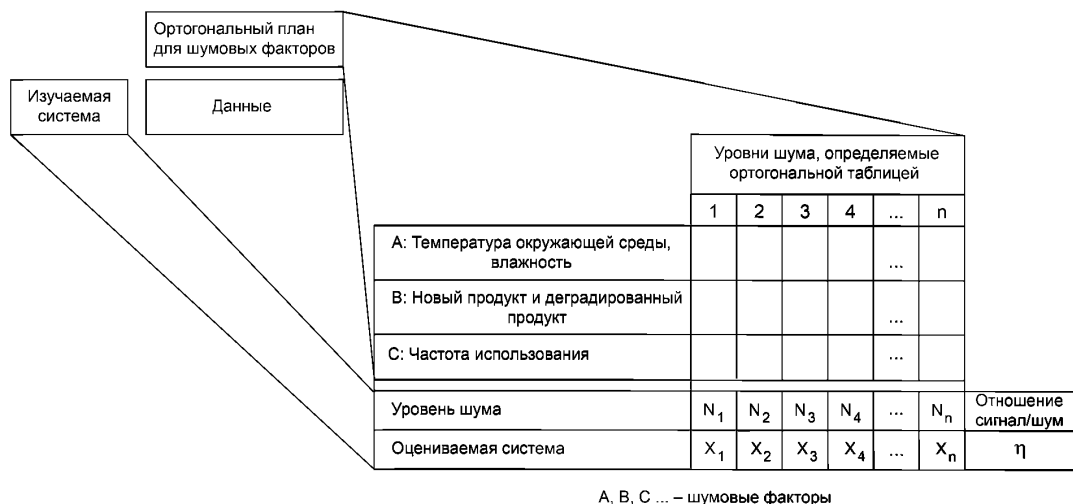 Ортогональный план
для шумовых факторов
Изучаемая
система
Данные
Уровни шума, определяемые
ортогональной таблицей
1 2 3 4 ... n
A: Температура окружающей среды,
влажность
...
B: Новый продукт и деградированный
продукт
...
C: Частота использования
...
Уровень шума N1 N2 N3 N4 ... Nn Отношение
сигнал/шум
Оцениваемая система X1 X2 X3 X4 ... Xn η
A, B, C ... – шумовые факторы